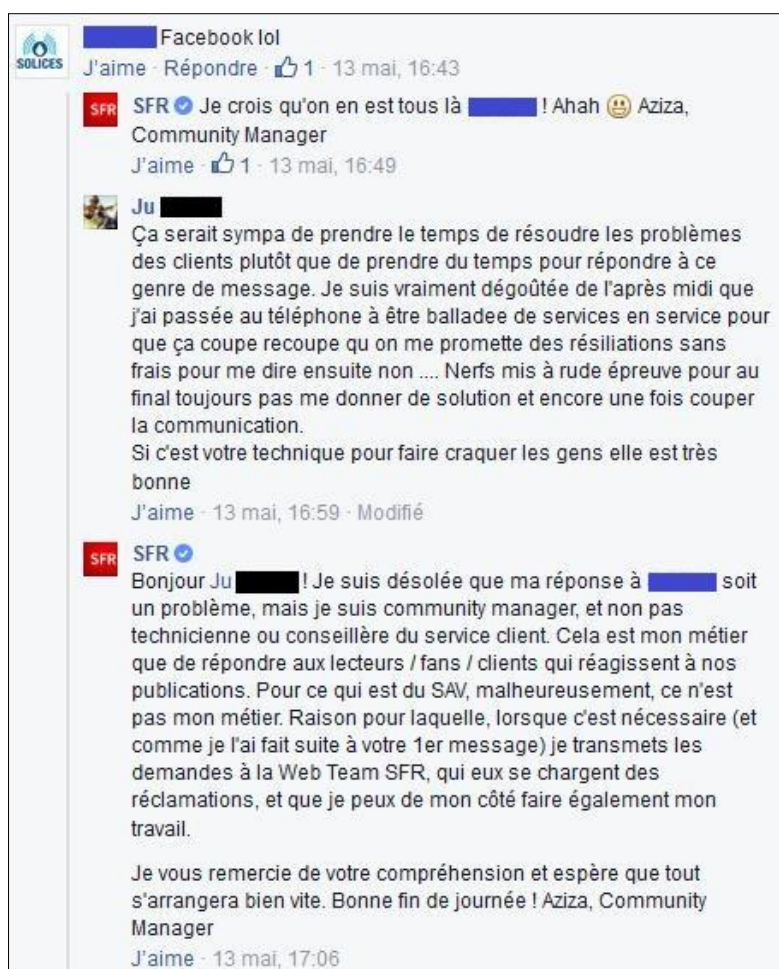 SOLICES
Facebook lol
J'aime · Répondre · 1 · 13 mai, 16:43
SFR
SFR Je crois qu'on en est tous là ! Ahah Aziza,
Community Manager
J'aime · 1 · 13 mai, 16:49
Ju
Ça serait sympa de prendre le temps de résoudre les problèmes
des clients plutôt que de prendre du temps pour répondre à ce
genre de message. Je suis vraiment dégoûtée de l'après midi que
j'ai passée au téléphone à être balladee de services en service pour
que ça coupe recoupe qu on me promette des résiliations sans
frais pour me dire ensuite non .... Nerfs mis à rude épreuve pour au
final toujours pas me donner de solution et encore une fois couper
la communication.
Si c'est votre technique pour faire craquer les gens elle est très
bonne
J'aime · 13 mai, 16:59 · Modifié
SFR
SFR
Bonjour Ju ! Je suis désolée que ma réponse à soit
un problème, mais je suis community manager, et non pas
technicienne ou conseillère du service client. Cela est mon métier
que de répondre aux lecteurs / fans / clients qui réagissent à nos
publications. Pour ce qui est du SAV, malheureusement, ce n'est
pas mon métier. Raison pour laquelle, lorsque c'est nécessaire (et
comme je l'ai fait suite à votre 1er message) je transmets les
demandes à la Web Team SFR, qui eux se chargent des
réclamations, et que je peux de mon côté faire également mon
travail.
Je vous remercie de votre compréhension et espère que tout
s'arrangera bien vite. Bonne fin de journée ! Aziza, Community
Manager
J'aime · 13 mai, 17:06